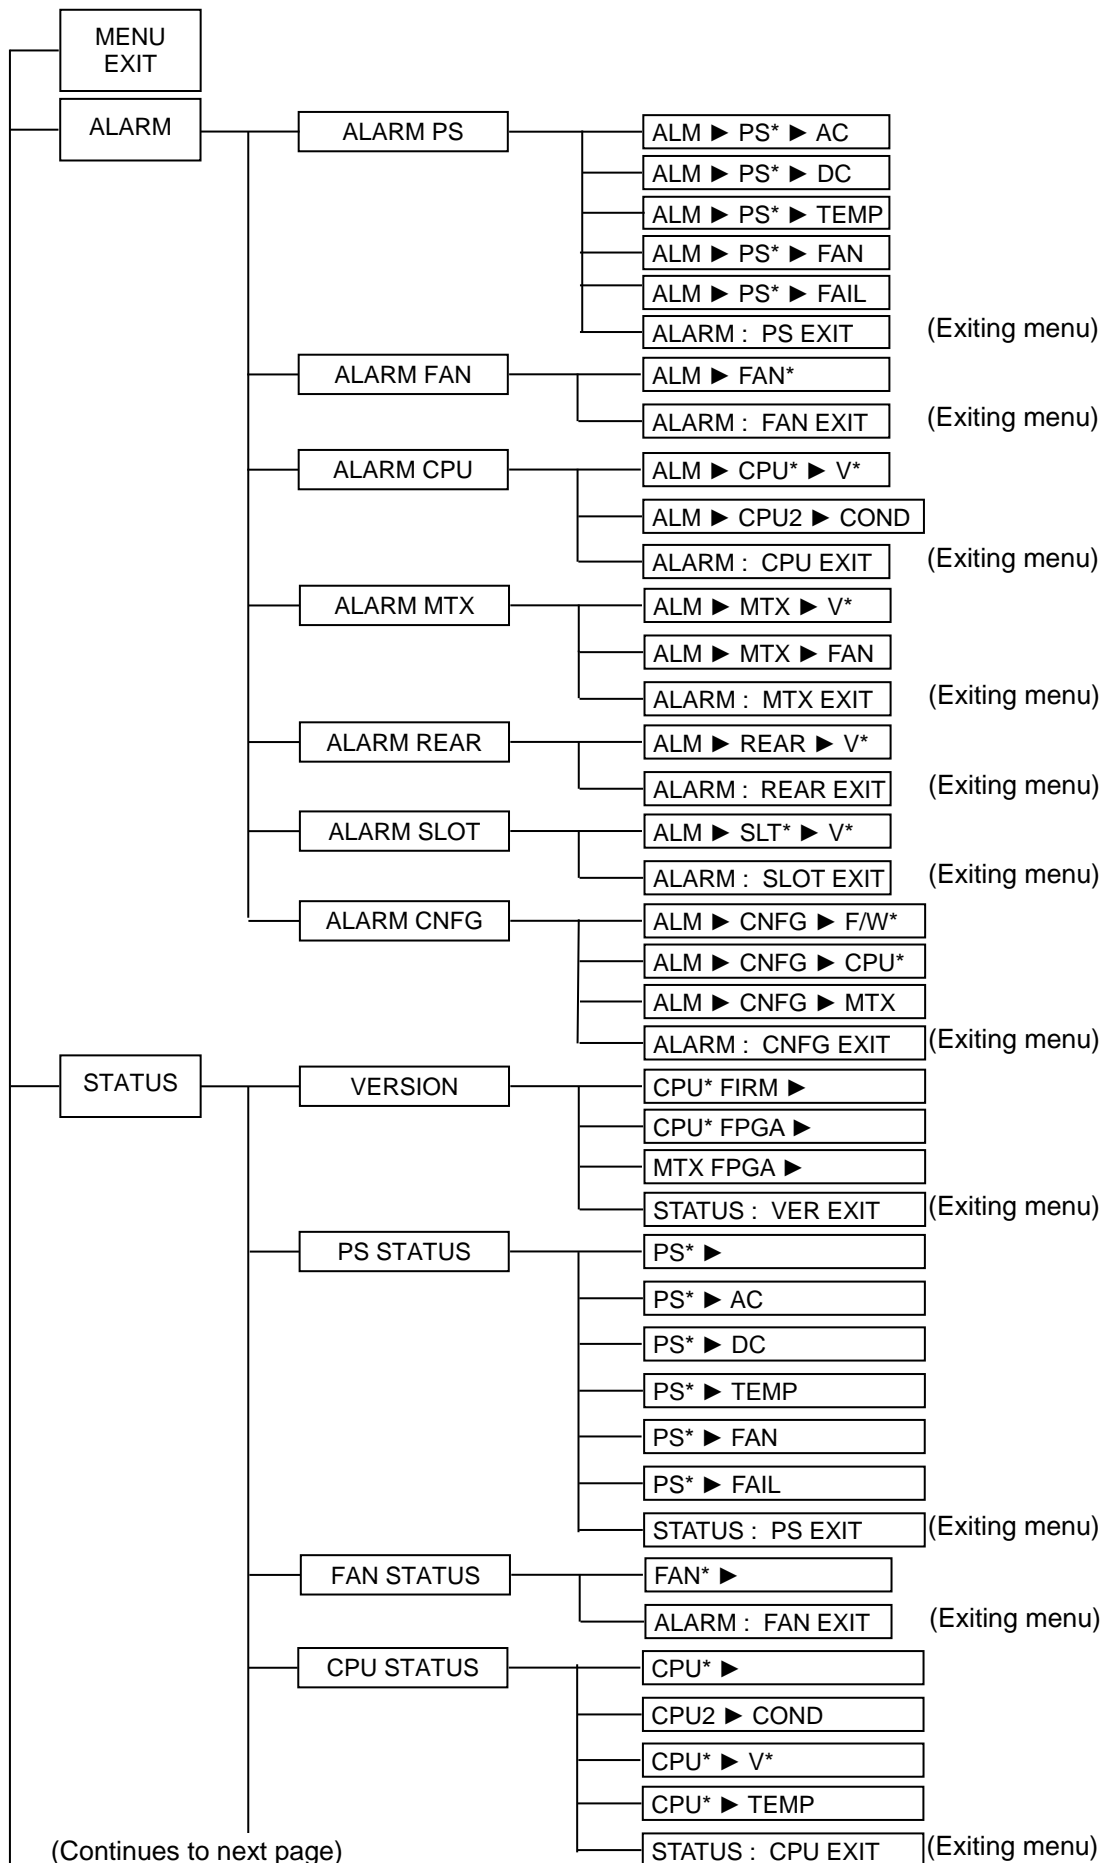 MENU
EXIT
ALARM
ALARM PS
ALM ► PS* ► AC
ALM ► PS* ► DC
ALM ► PS* ► TEMP
ALM ► PS* ► FAN
ALM ► PS* ► FAIL
ALARM : PS EXIT (Exiting menu)
ALARM FAN
ALM ► FAN*
ALARM : FAN EXIT (Exiting menu)
ALARM CPU
ALM ► CPU* ► V*
ALM ► CPU2 ► COND
ALARM : CPU EXIT (Exiting menu)
ALARM MTX
ALM ► MTX ► V*
ALM ► MTX ► FAN
ALARM : MTX EXIT (Exiting menu)
ALARM REAR
ALM ► REAR ► V*
ALARM : REAR EXIT (Exiting menu)
ALARM SLOT
ALM ► SLT* ► V*
ALARM : SLOT EXIT (Exiting menu)
ALARM CNFG
ALM ► CNFG ► F/W*
ALM ► CNFG ► CPU*
ALM ► CNFG ► MTX
ALARM : CNFG EXIT (Exiting menu)
STATUS
VERSION
CPU* FIRM ►
CPU* FPGA ►
MTX FPGA ►
STATUS : VER EXIT (Exiting menu)
PS STATUS
PS* ►
PS* ► AC
PS* ► DC
PS* ► TEMP
PS* ► FAN
PS* ► FAIL
STATUS : PS EXIT (Exiting menu)
FAN STATUS
FAN* ►
ALARM : FAN EXIT (Exiting menu)
CPU STATUS
CPU* ►
CPU2 ► COND
CPU* ► V*
CPU* ► TEMP
STATUS : CPU EXIT (Exiting menu)
(Continues to next page)